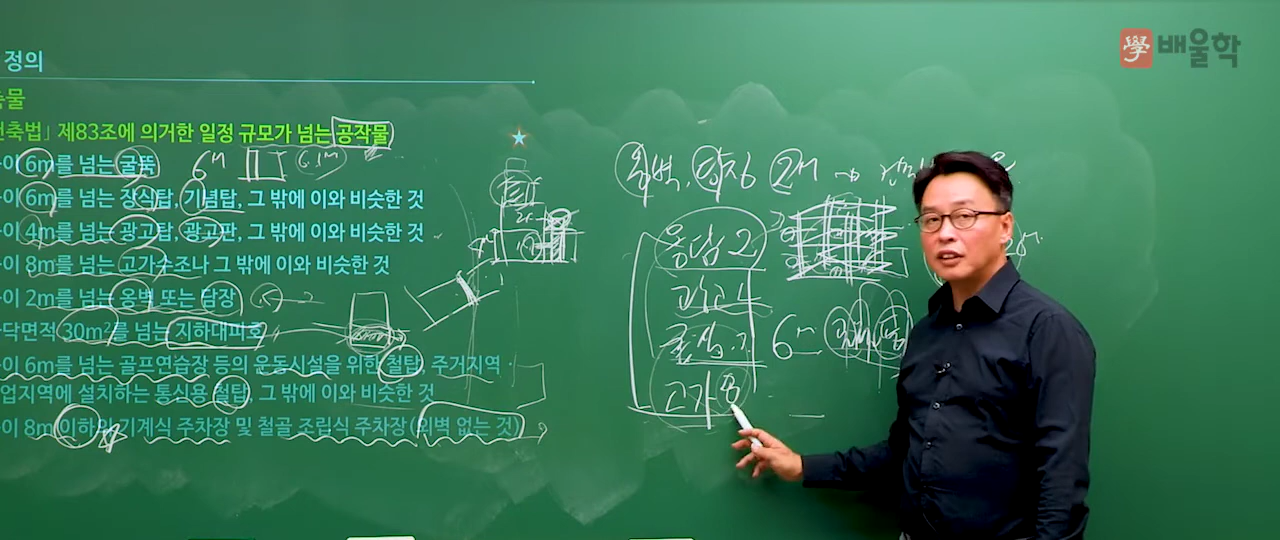 學 배울학
정의
축물
건축법」 제83조에 의거한 일정 규모가 넘는 공작물
이 6m를 넘는 굴뚝
6m
6.1m
이 6m를 넘는 장식탑, 기념탑, 그 밖에 이와 비슷한 것
이 4m를 넘는 광고탑, 광고판, 그 밖에 이와 비슷한 것
이 8m를 넘는 고가수조나 그 밖에 이와 비슷한 것
이 2m를 넘는 옹벽 또는 담장
닥면적 30m²를 넘는 지하대피호
이 6m를 넘는 골프연습장 등의 운동시설을 위한 철탑, 주거지역 ·
업지역에 설치하는 통신용 철탑, 그 밖에 이와 비슷한 것
이 8m 이하의 기계식 주차장 및 철골 조립식 주차장(외벽 없는 것)
옹벽, 담장 2m
옹담2
광고4
굴장기
6m
고가8